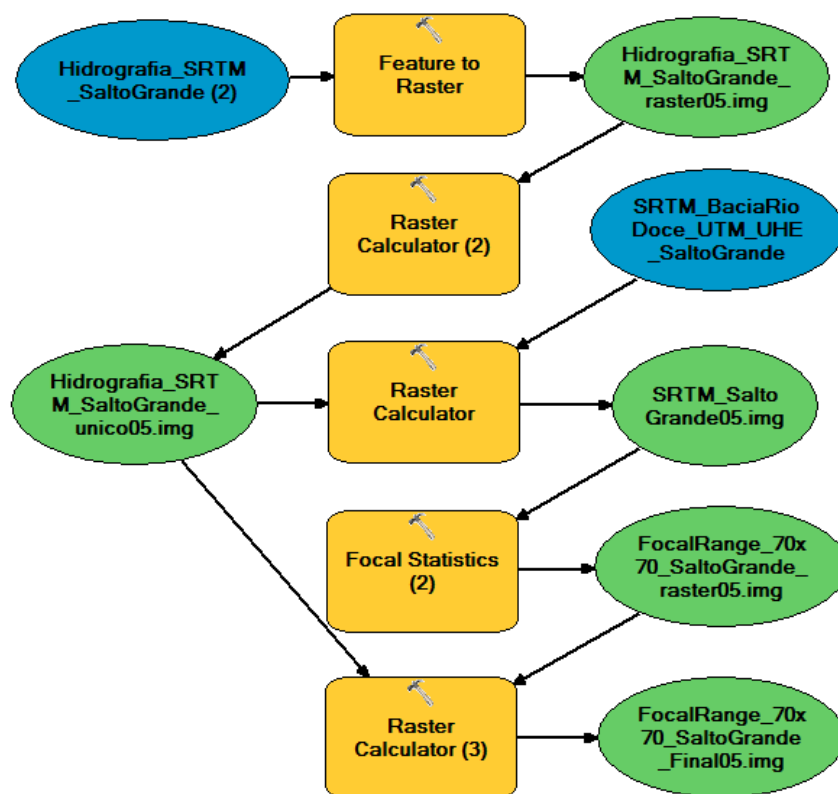 Hidrografia_SRTM
_SaltoGrande (2)
Feature to
Raster
Hidrografia_SRT
M_SaltoGrande_
raster05.img
Raster
Calculator (2)
SRTM_BaciaRio
Doce_UTM_UHE
_SaltoGrande
Hidrografia_SRT
M_SaltoGrande_
unico05.img
Raster
Calculator
SRTM_Salto
Grande05.img
Focal Statistics
(2)
FocalRange_70x
70_SaltoGrande_
raster05.img
Raster
Calculator (3)
FocalRange_70x
70_SaltoGrande
_Final05.img